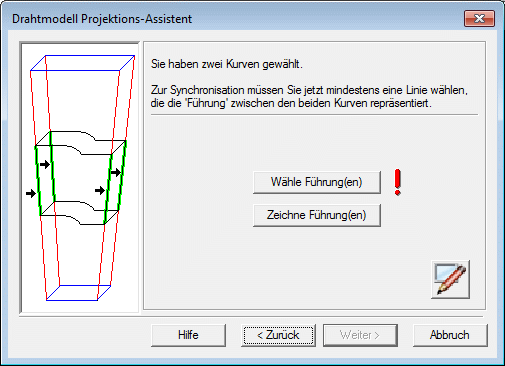 Drahtmodell Projektions-Assistent
Sie haben zwei Kurven gewählt.
Zur Synchronisation müssen Sie jetzt mindestens eine Linie wählen,
die die 'Führung' zwischen den beiden Kurven repräsentiert.
Wähle Führung(en)
Zeichne Führung(en)
Hilfe
< Zurück
Weiter >
Abbruch